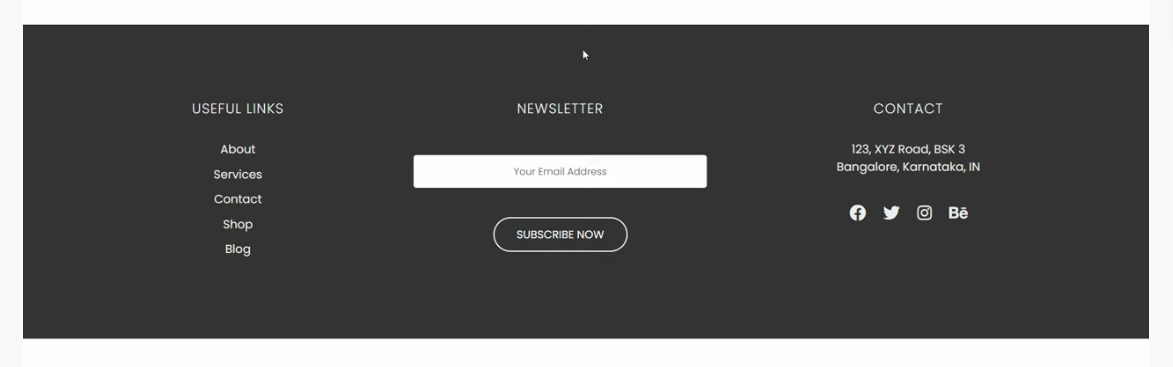 USEFUL LINKS
About
Services
Contact
Shop
Blog
NEWSLETTER
Your Email Address
SUBSCRIBE NOW
CONTACT
123, XYZ Road, BSK 3
Bangalore, Karnataka, IN
Bē